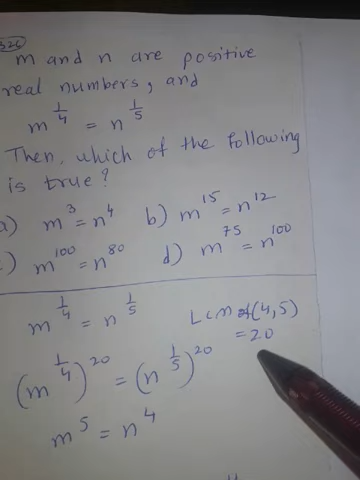 326
m and n are positive
real numbers, and
m^{1/4} = n^{1/5}
Then, which of the following
is true?
a) m^3 = n^4 b) m^15 = n^12
c) m^100 = n^80 d) m^75 = n^100
m^{1/4} = n^{1/5} LCM of (4,5)
= 20
(m^{1/4})^20 = (n^{1/5})^20
m^5 = n^4